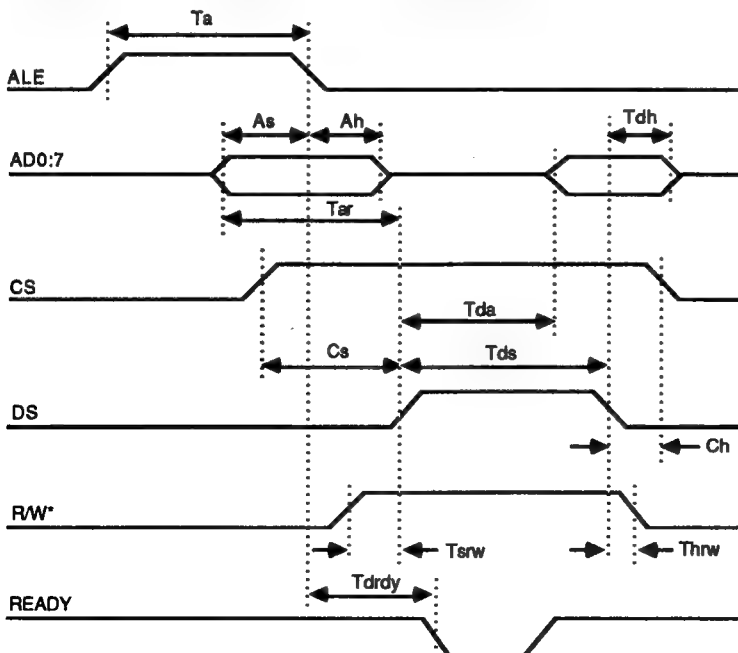 Ta
ALE
As Ah Tdh
AD0:7
Tar
CS
Tda
Cs Tds
DS
Ch
R/W*
Tsrw Thrw
Tdrdy
READY